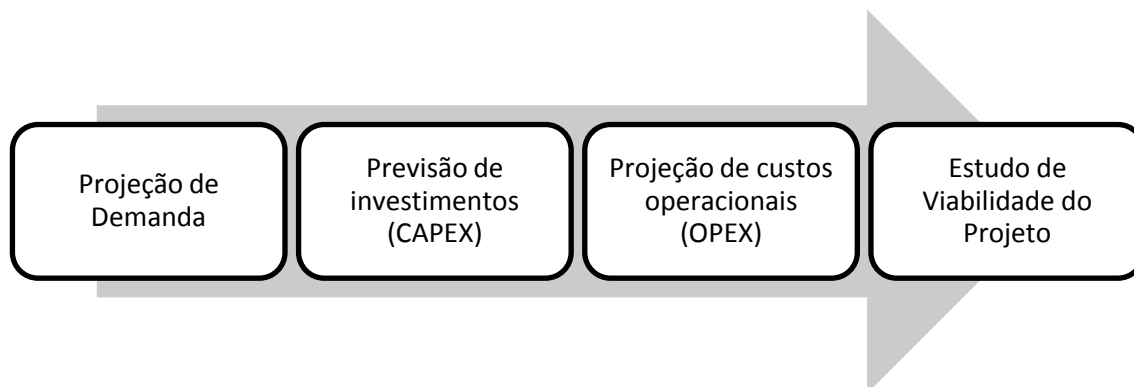 Projeção de
Demanda
Previsão de
investimentos
(CAPEX)
Projeção de custos
operacionais
(OPEX)
Estudo de
Viabilidade do
Projeto